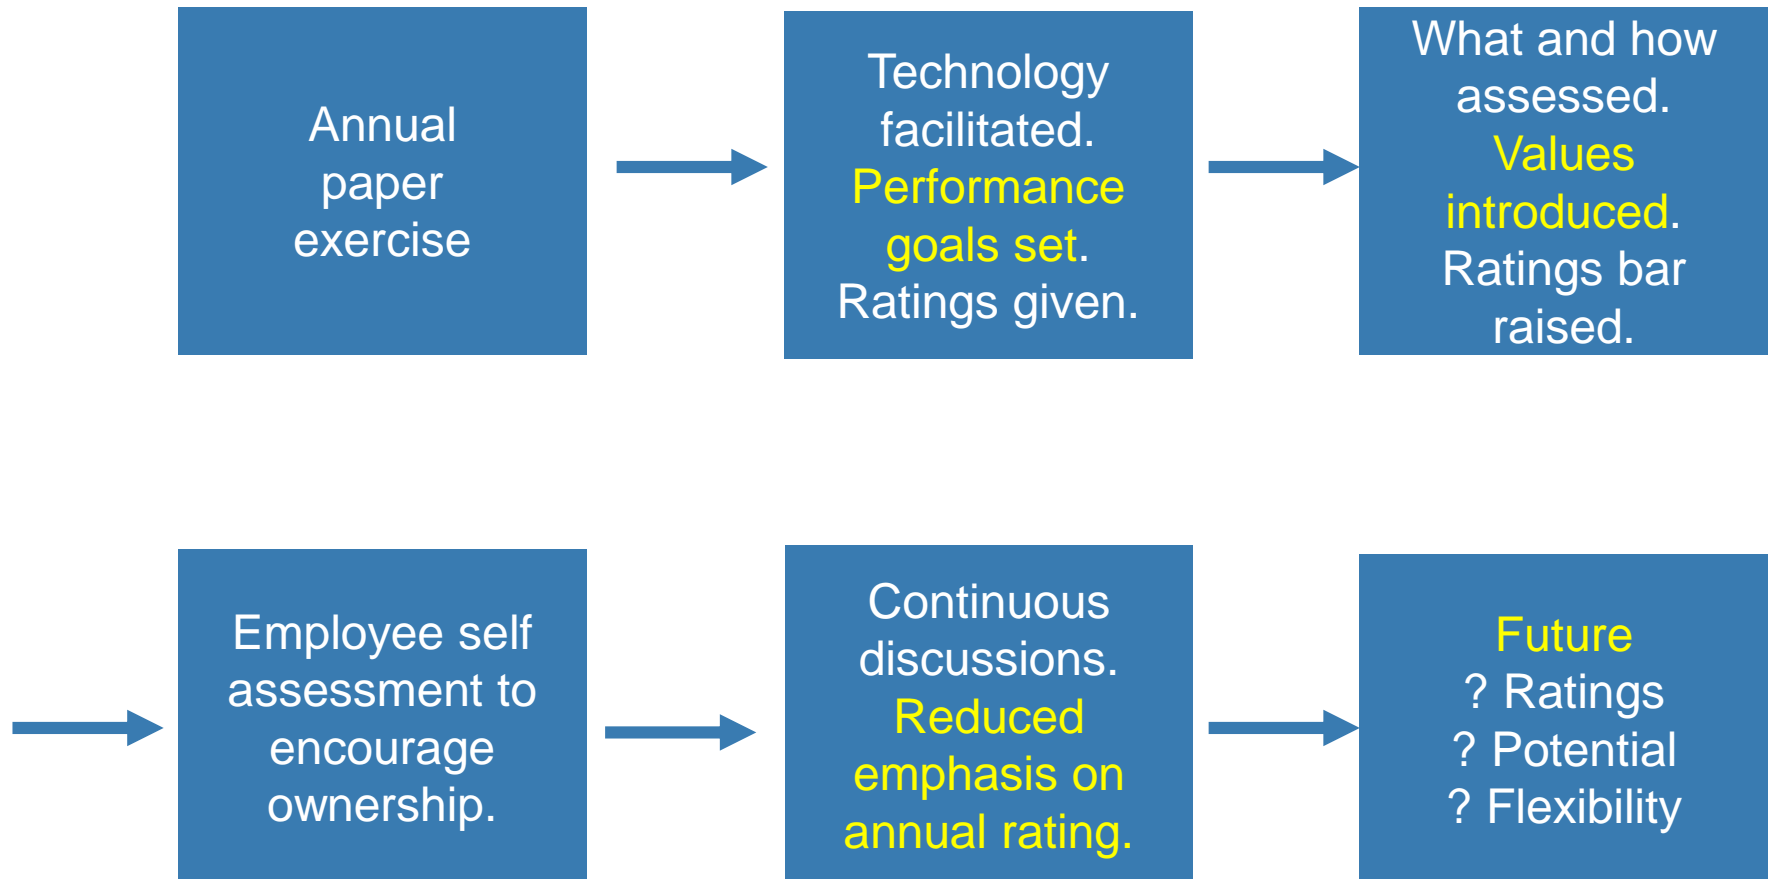 Annual
paper
exercise
Technology
facilitated.
Performance
goals set.
Ratings given.
What and how
assessed.
Values
introduced.
Ratings bar
raised.
Employee self
assessment to
encourage
ownership.
Continuous
discussions.
Reduced
emphasis on
annual rating.
Future
? Ratings
? Potential
? Flexibility